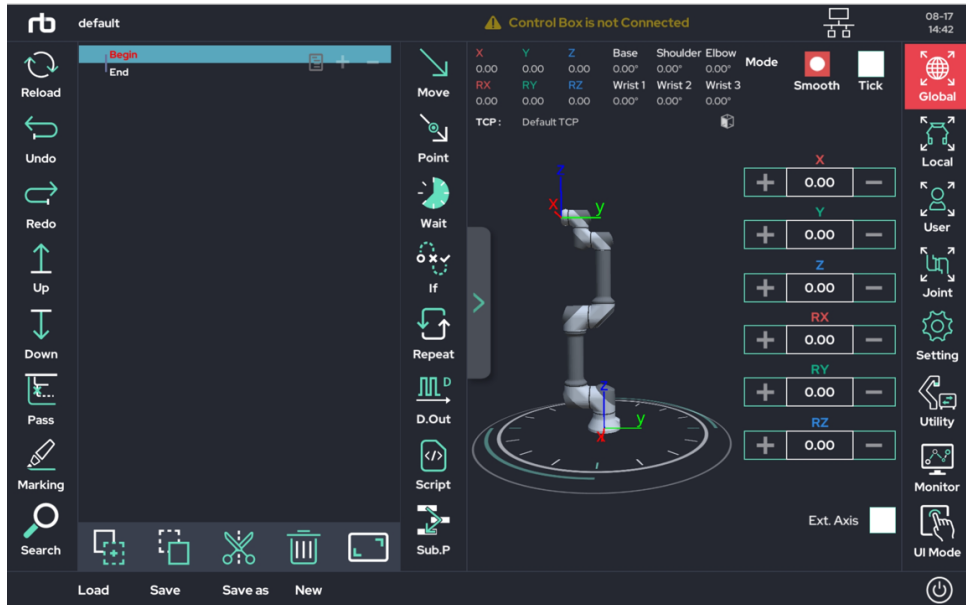 rb
default
Control Box is not Connected
08-17
14:42
Reload
Undo
Redo
Up
Down
Pass
Marking
Search
Begin
End
Move
Point
Wait
If
Repeat
D
D.Out
Script
Sub.P
X Y Z Base Shoulder Elbow
0.00 0.00 0.00 0.00° 0.00° 0.00°
RX RY RZ Wrist 1 Wrist 2 Wrist 3
0.00 0.00 0.00 0.00° 0.00° 0.00°
TCP : Default TCP
Mode
Smooth
Tick
Z
X
y
Z
X
y
X
+ 0.00 −
Y
+ 0.00 −
Z
+ 0.00 −
RX
+ 0.00 −
RY
+ 0.00 −
RZ
+ 0.00 −
Ext. Axis
Global
Local
User
Joint
Setting
Utility
Monitor
UI Mode
Load Save Save as New